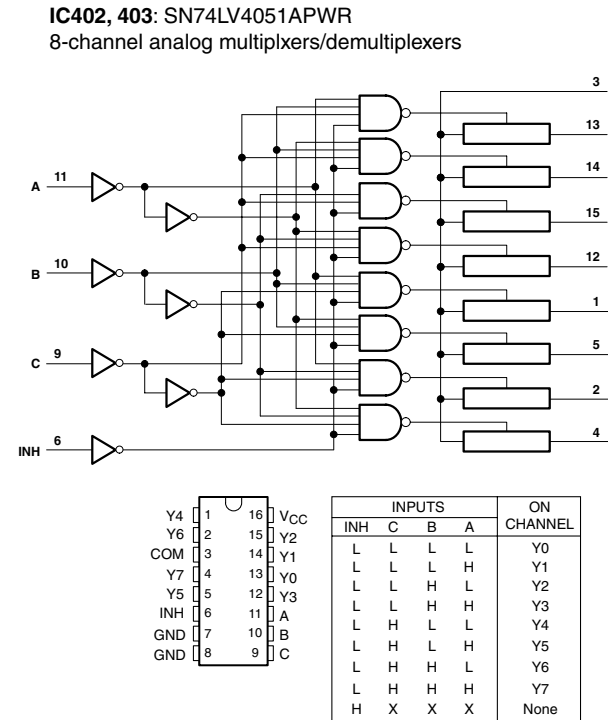 IC402, 403: SN74LV4051APWR
8-channel analog multiplxers/demultiplexers
3
13
A 11
14
15
B 10
12
1
C 9
5
2
INH 6
4
Y4 1 16 VCC
Y6 2 15 Y2
COM 3 14 Y1
Y7 4 13 Y0
Y5 5 12 Y3
INH 6 11 A
GND 7 10 B
GND 8 9 C
INPUTS ON
INH C B A CHANNEL
L L L L Y0
L L L H Y1
L L H L Y2
L L H H Y3
L H L L Y4
L H L H Y5
L H H L Y6
L H H H Y7
H X X X None